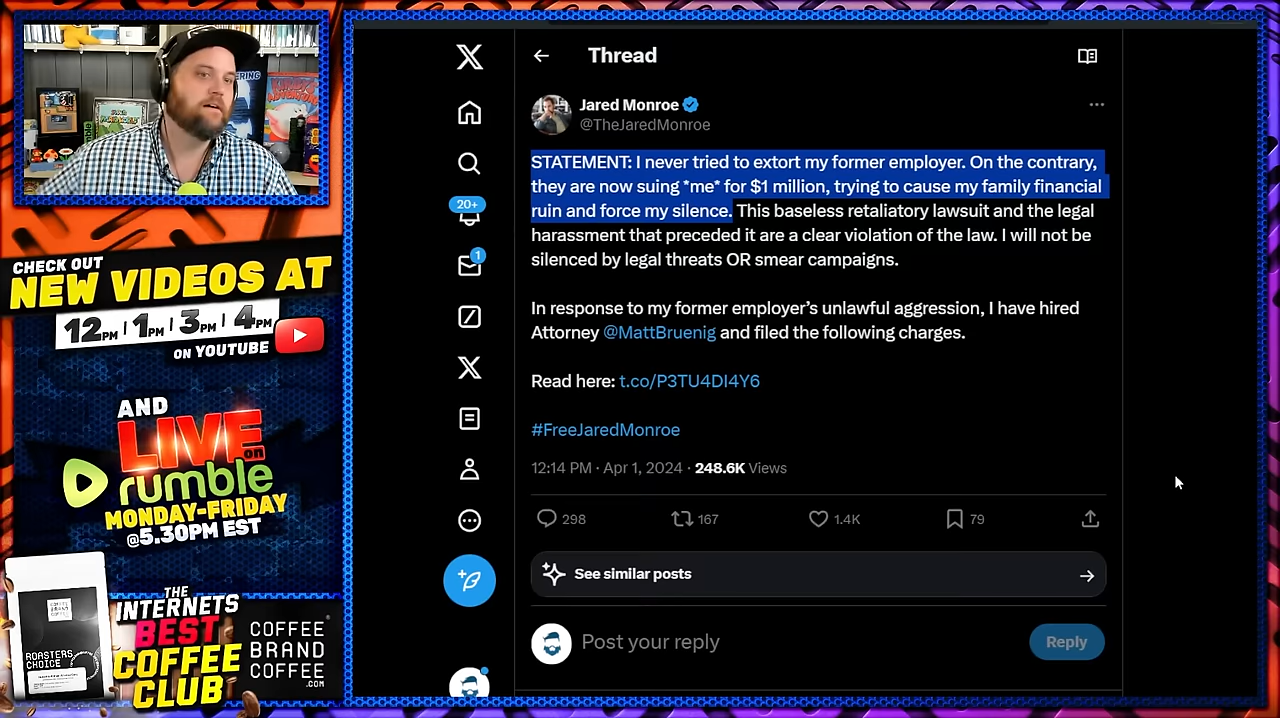 CHECK OUT
NEW VIDEOS AT
12PM | 1PM | 3PM | 4PM
ON YOUTUBE
AND
LIVE on
rumble
MONDAY-FRIDAY
@5.30PM EST
THE
INTERNETS
BEST
COFFEE
CLUB
COFFEE
BRAND
COFFEE
.COM
ROASTERS
CHOICE
Thread
Jared Monroe
@TheJaredMonroe
STATEMENT: I never tried to extort my former employer. On the contrary,
they are now suing *me* for $1 million, trying to cause my family financial
ruin and force my silence. This baseless retaliatory lawsuit and the legal
harassment that preceded it are a clear violation of the law. I will not be
silenced by legal threats OR smear campaigns.
In response to my former employer’s unlawful aggression, I have hired
Attorney @MattBruenig and filed the following charges.
Read here: t.co/P3TU4DI4Y6
#FreeJaredMonroe
12:14 PM · Apr 1, 2024 · 248.6K Views
298 167 1.4K 79
See similar posts
Post your reply
Reply
20+
1